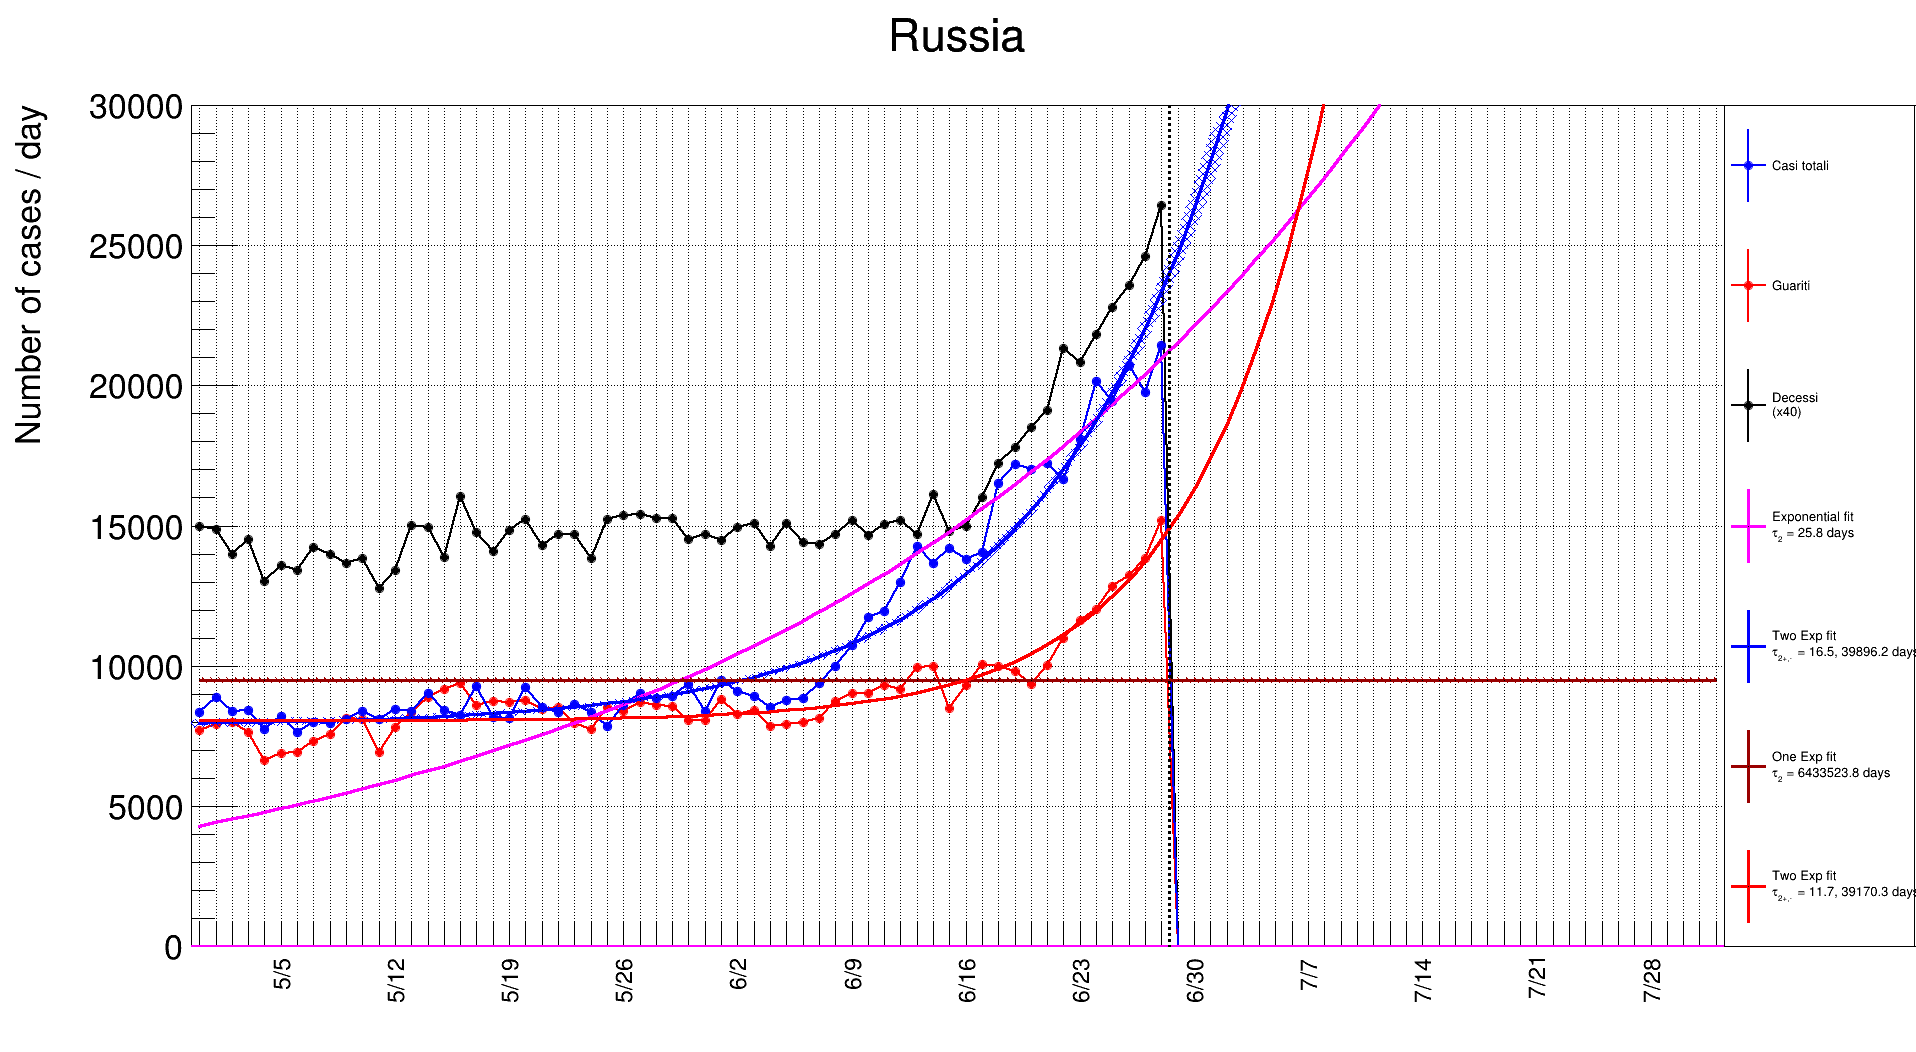 Russia
Number of cases / day
30000
25000
20000
15000
10000
5000
0
5/5
5/12
5/19
5/26
6/2
6/9
6/16
6/23
6/30
7/7
7/14
7/21
7/28
Casi totali
Guariti
Decessi
(x40)
Exponential fit
τ2 = 25.8 days
Two Exp fit
τ2+,- = 16.5, 39896.2 days
One Exp fit
τ2 = 6433523.8 days
Two Exp fit
τ2+,- = 11.7, 39170.3 days